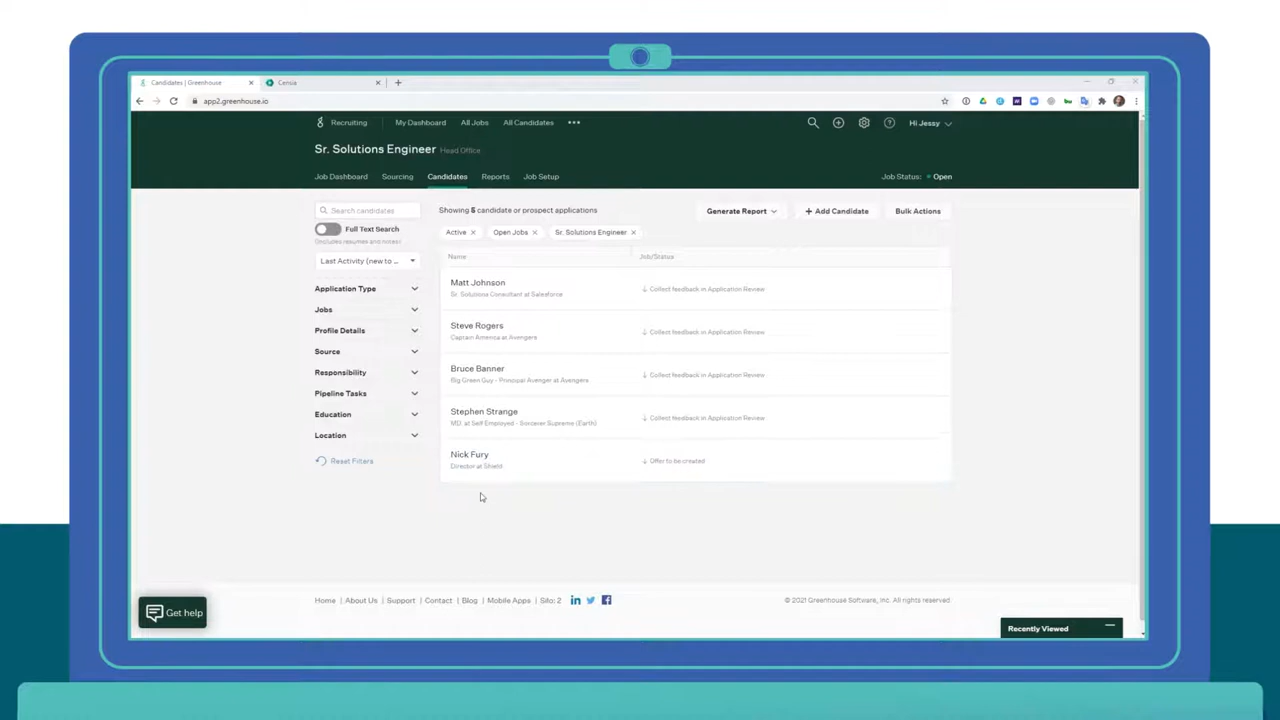 Candidates | Greenhouse
Censia
app2.greenhouse.io
Recruiting
My Dashboard
All Jobs
All Candidates
•••
Hi Jessy
Sr. Solutions Engineer Head Office
Job Dashboard
Sourcing
Candidates
Reports
Job Setup
Job Status: • Open
Search candidates
Showing 5 candidate or prospect applications
Generate Report
+ Add Candidate
Bulk Actions
Full Text Search
(Includes resumes and notes)
Active ×
Open Jobs ×
Sr. Solutions Engineer ×
Last Activity (new to ...
Name
Job/Status
Application Type
Jobs
Profile Details
Source
Responsibility
Pipeline Tasks
Education
Location
Reset Filters
Matt Johnson
Sr. Solutions Consultant at Salesforce
Collect feedback in Application Review
Steve Rogers
Captain America at Avengers
Collect feedback in Application Review
Bruce Banner
Big Green Guy - Principal Avenger at Avengers
Collect feedback in Application Review
Stephen Strange
MD. at Self Employed - Sorcerer Supreme (Earth)
Collect feedback in Application Review
Nick Fury
Director at Shield
Offer to be created
Home | About Us | Support | Contact | Blog | Mobile Apps | Silo: 2
© 2021 Greenhouse Software, Inc. All rights reserved.
Get help
Recently Viewed